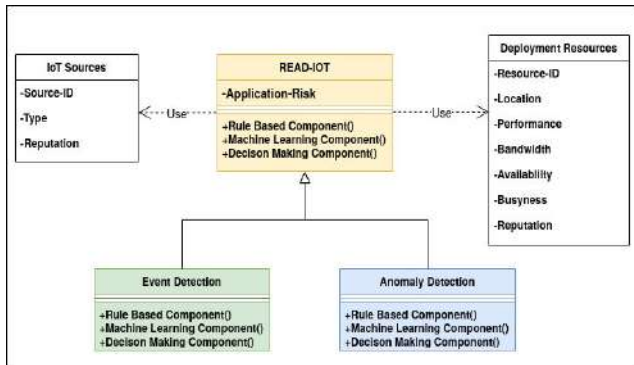 IoT Sources
-Source-ID
-Type
-Reputation
Use
READ-IOT
-Application-Risk
+Rule Based Component()
+Machine Learning Component()
+Decison Making Component()
Use
Deployment Resources
-Resource-ID
-Location
-Performance
-Bandwidth
-Availability
-Busyness
-Reputation
Event Detection
+Rule Based Component()
+Machine Learning Component()
+Decison Making Component()
Anomaly Detection
+Rule Based Component()
+Machine Learning Component()
+Decison Making Component()